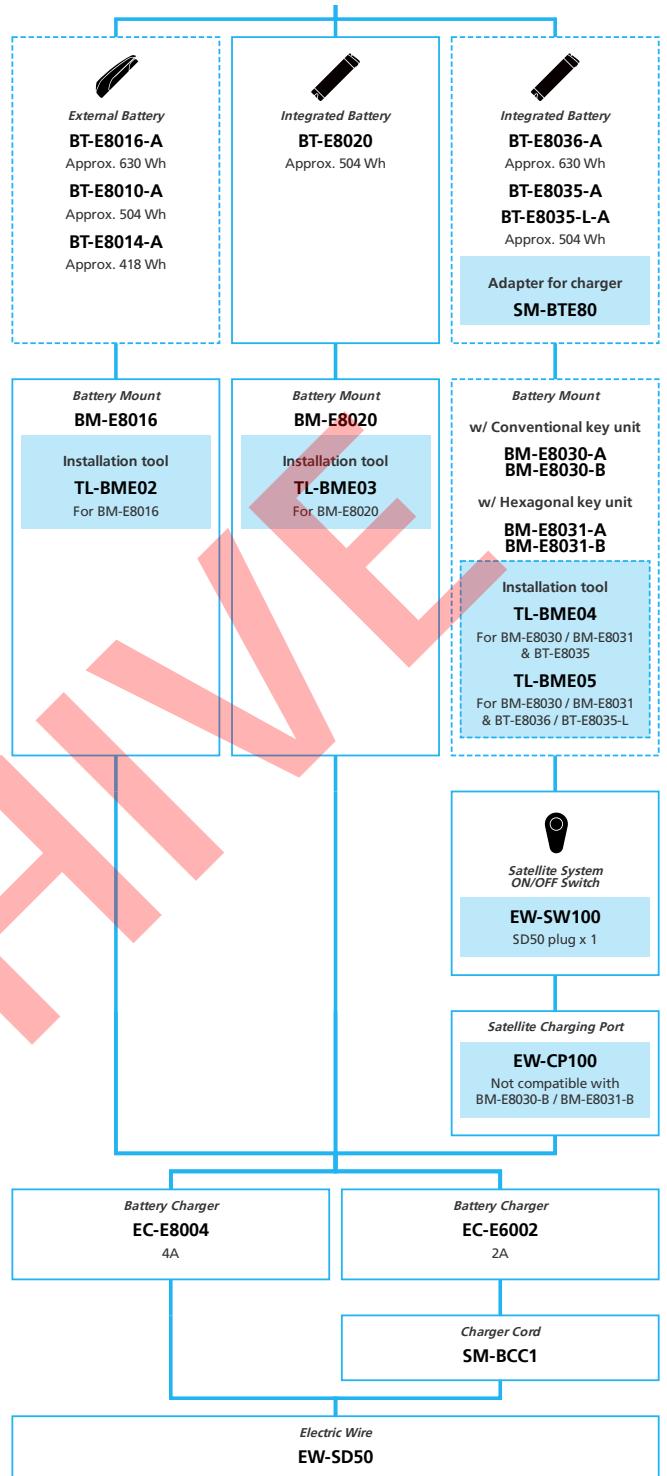 External Battery
BT-E8016-A
Approx. 630 Wh
BT-E8010-A
Approx. 504 Wh
BT-E8014-A
Approx. 418 Wh
Integrated Battery
BT-E8020
Approx. 504 Wh
Integrated Battery
BT-E8036-A
Approx. 630 Wh
BT-E8035-A
BT-E8035-L-A
Approx. 504 Wh
Adapter for charger
SM-BTE80
Battery Mount
BM-E8016
Installation tool
TL-BME02
For BM-E8016
Battery Mount
BM-E8020
Installation tool
TL-BME03
For BM-E8020
Battery Mount
w/ Conventional key unit
BM-E8030-A
BM-E8030-B
w/ Hexagonal key unit
BM-E8031-A
BM-E8031-B
Installation tool
TL-BME04
For BM-E8030 / BM-E8031
& BT-E8035
TL-BME05
For BM-E8030 / BM-E8031
& BT-E8036 / BT-E8035-L
Satellite System
ON/OFF Switch
EW-SW100
SD50 plug x 1
Satellite Charging Port
EW-CP100
Not compatible with
BM-E8030-B / BM-E8031-B
Battery Charger
EC-E8004
4A
Battery Charger
EC-E6002
2A
Charger Cord
SM-BCC1
Electric Wire
EW-SD50
HIVE